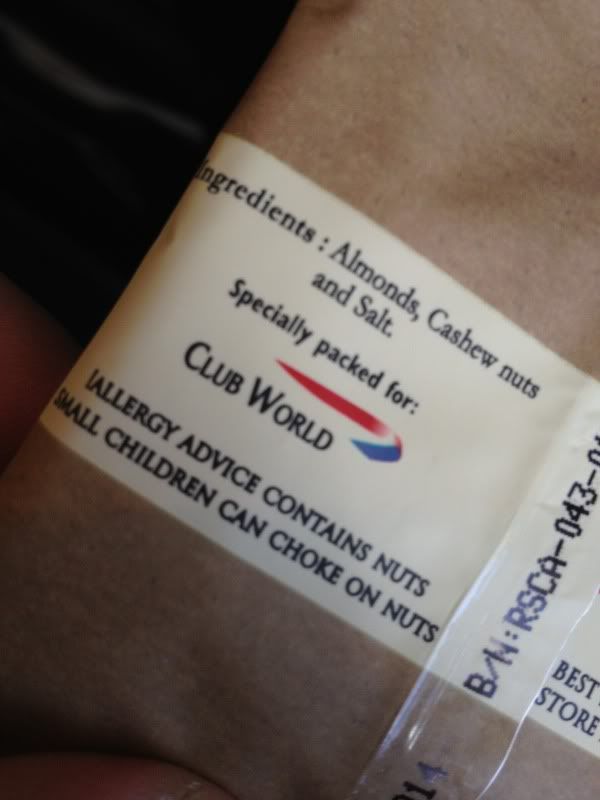 Ingredients : Almonds, Cashew nuts
and Salt.
Specially packed for:
CLUB WORLD
!ALLERGY ADVICE CONTAINS NUTS
SMALL CHILDREN CAN CHOKE ON NUTS
B/N:RSCA-043-
BEST
STORE